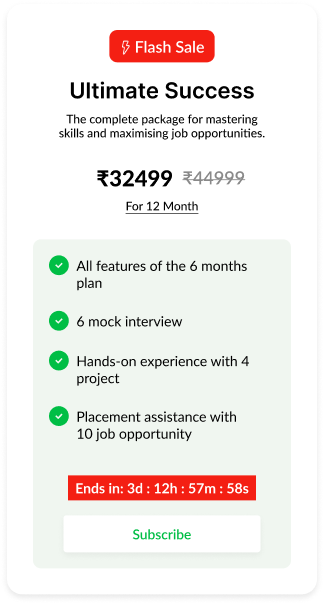 Flash Sale
Ultimate Success
The complete package for mastering
skills and maximising job opportunities.
₹32499 ₹44999
For 12 Month
All features of the 6 months
plan
6 mock interview
Hands-on experience with 4
project
Placement assistance with
10 job opportunity
Ends in: 3d : 12h : 57m : 58s
Subscribe